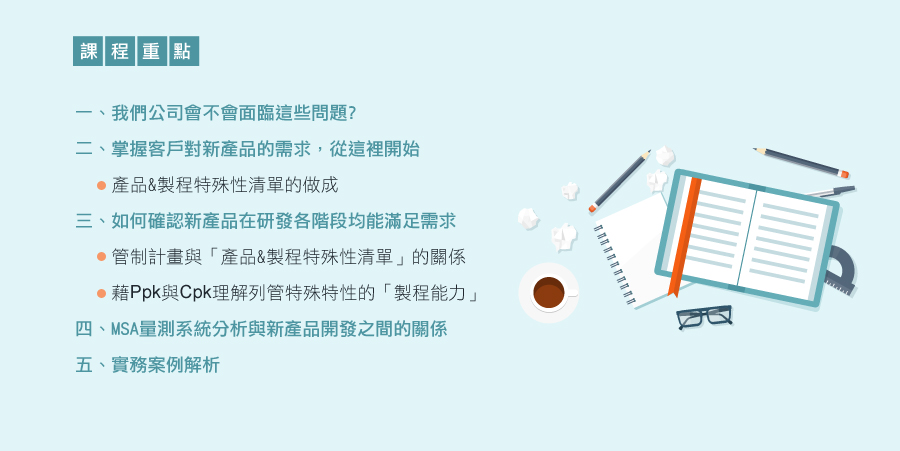 課程重點
一、我們公司會不會面臨這些問題?
二、掌握客戶對新產品的需求，從這裡開始
●產品&製程特殊性清單的做成
三、如何確認新產品在研發各階段均能滿足需求
●管制計畫與「產品&製程特殊性清單」的關係
●藉Ppk與Cpk理解列管特殊特性的「製程能力」
四、MSA量測系統分析與新產品開發之間的關係
五、實務案例解析